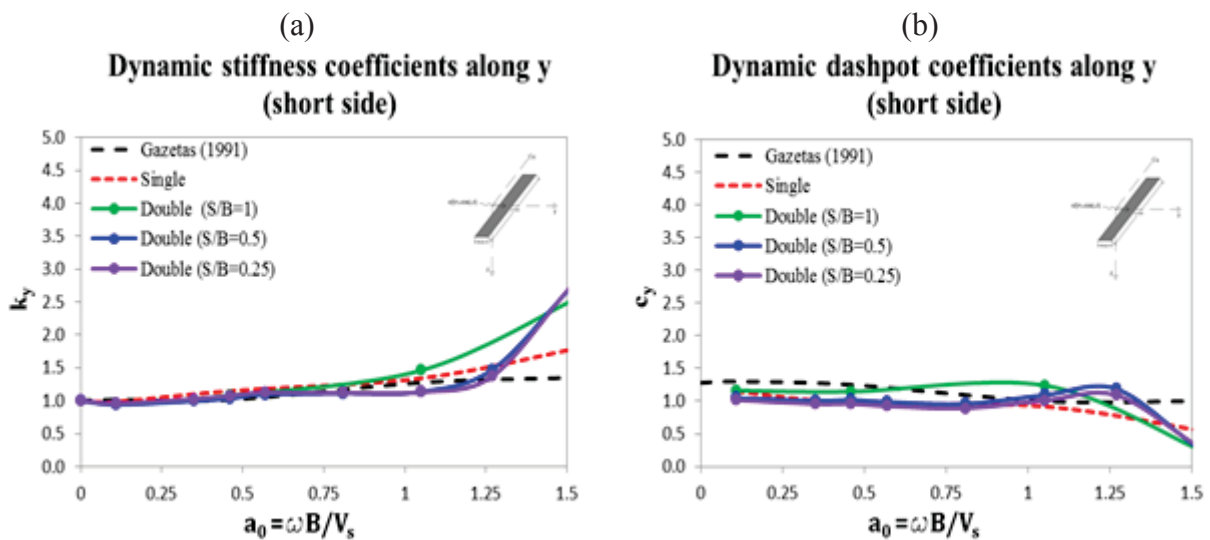 (a)
Dynamic stiffness coefficients along y
(short side)
5.0
4.5
4.0
3.5
3.0
2.5
2.0
1.5
1.0
0.5
0.0
k_y
Gazetas (1991)
Single
Double (S/B=1)
Double (S/B=0.5)
Double (S/B=0.25)
0 0.25 0.5 0.75 1 1.25 1.5
a₀=ωB/Vₛ
(b)
Dynamic dashpot coefficients along y
(short side)
5.0
4.5
4.0
3.5
3.0
2.5
2.0
1.5
1.0
0.5
0.0
c_y
Gazetas (1991)
Single
Double (S/B=1)
Double (S/B=0.5)
Double (S/B=0.25)
0 0.25 0.5 0.75 1 1.25 1.5
a₀=ωB/Vₛ